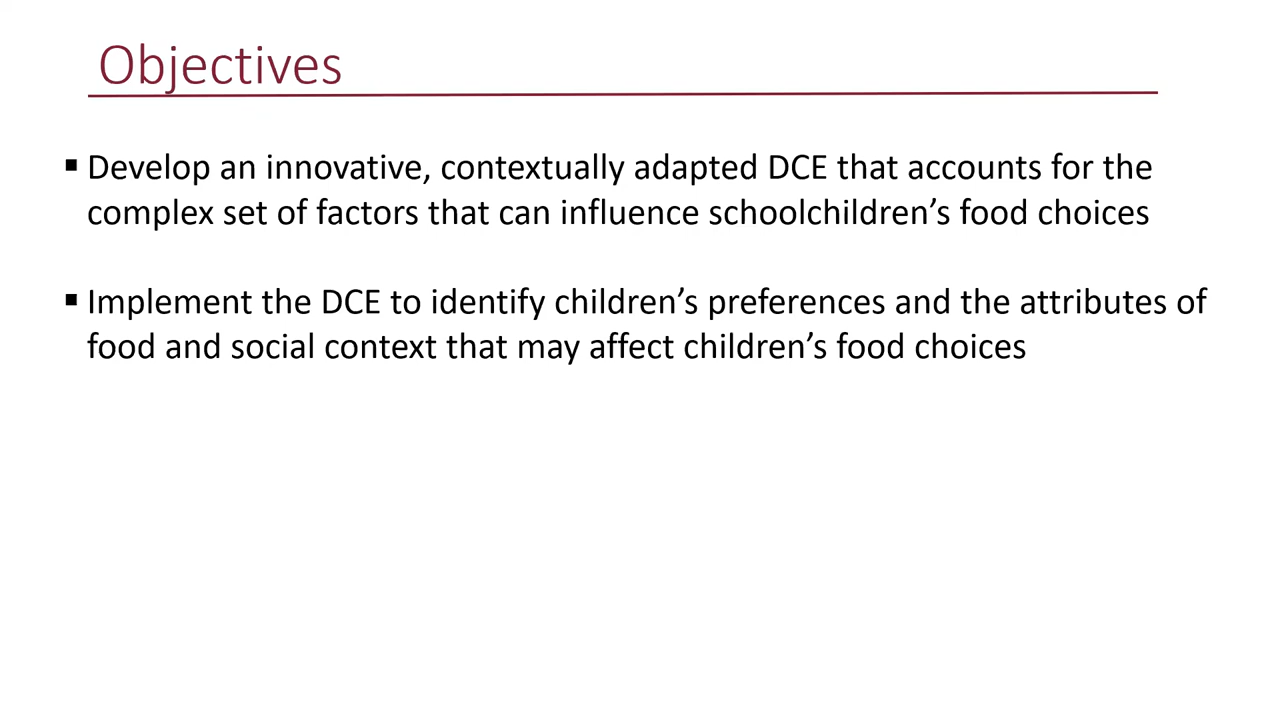 Objectives
▪ Develop an innovative, contextually adapted DCE that accounts for the
complex set of factors that can influence schoolchildren’s food choices
▪ Implement the DCE to identify children’s preferences and the attributes of
food and social context that may affect children’s food choices